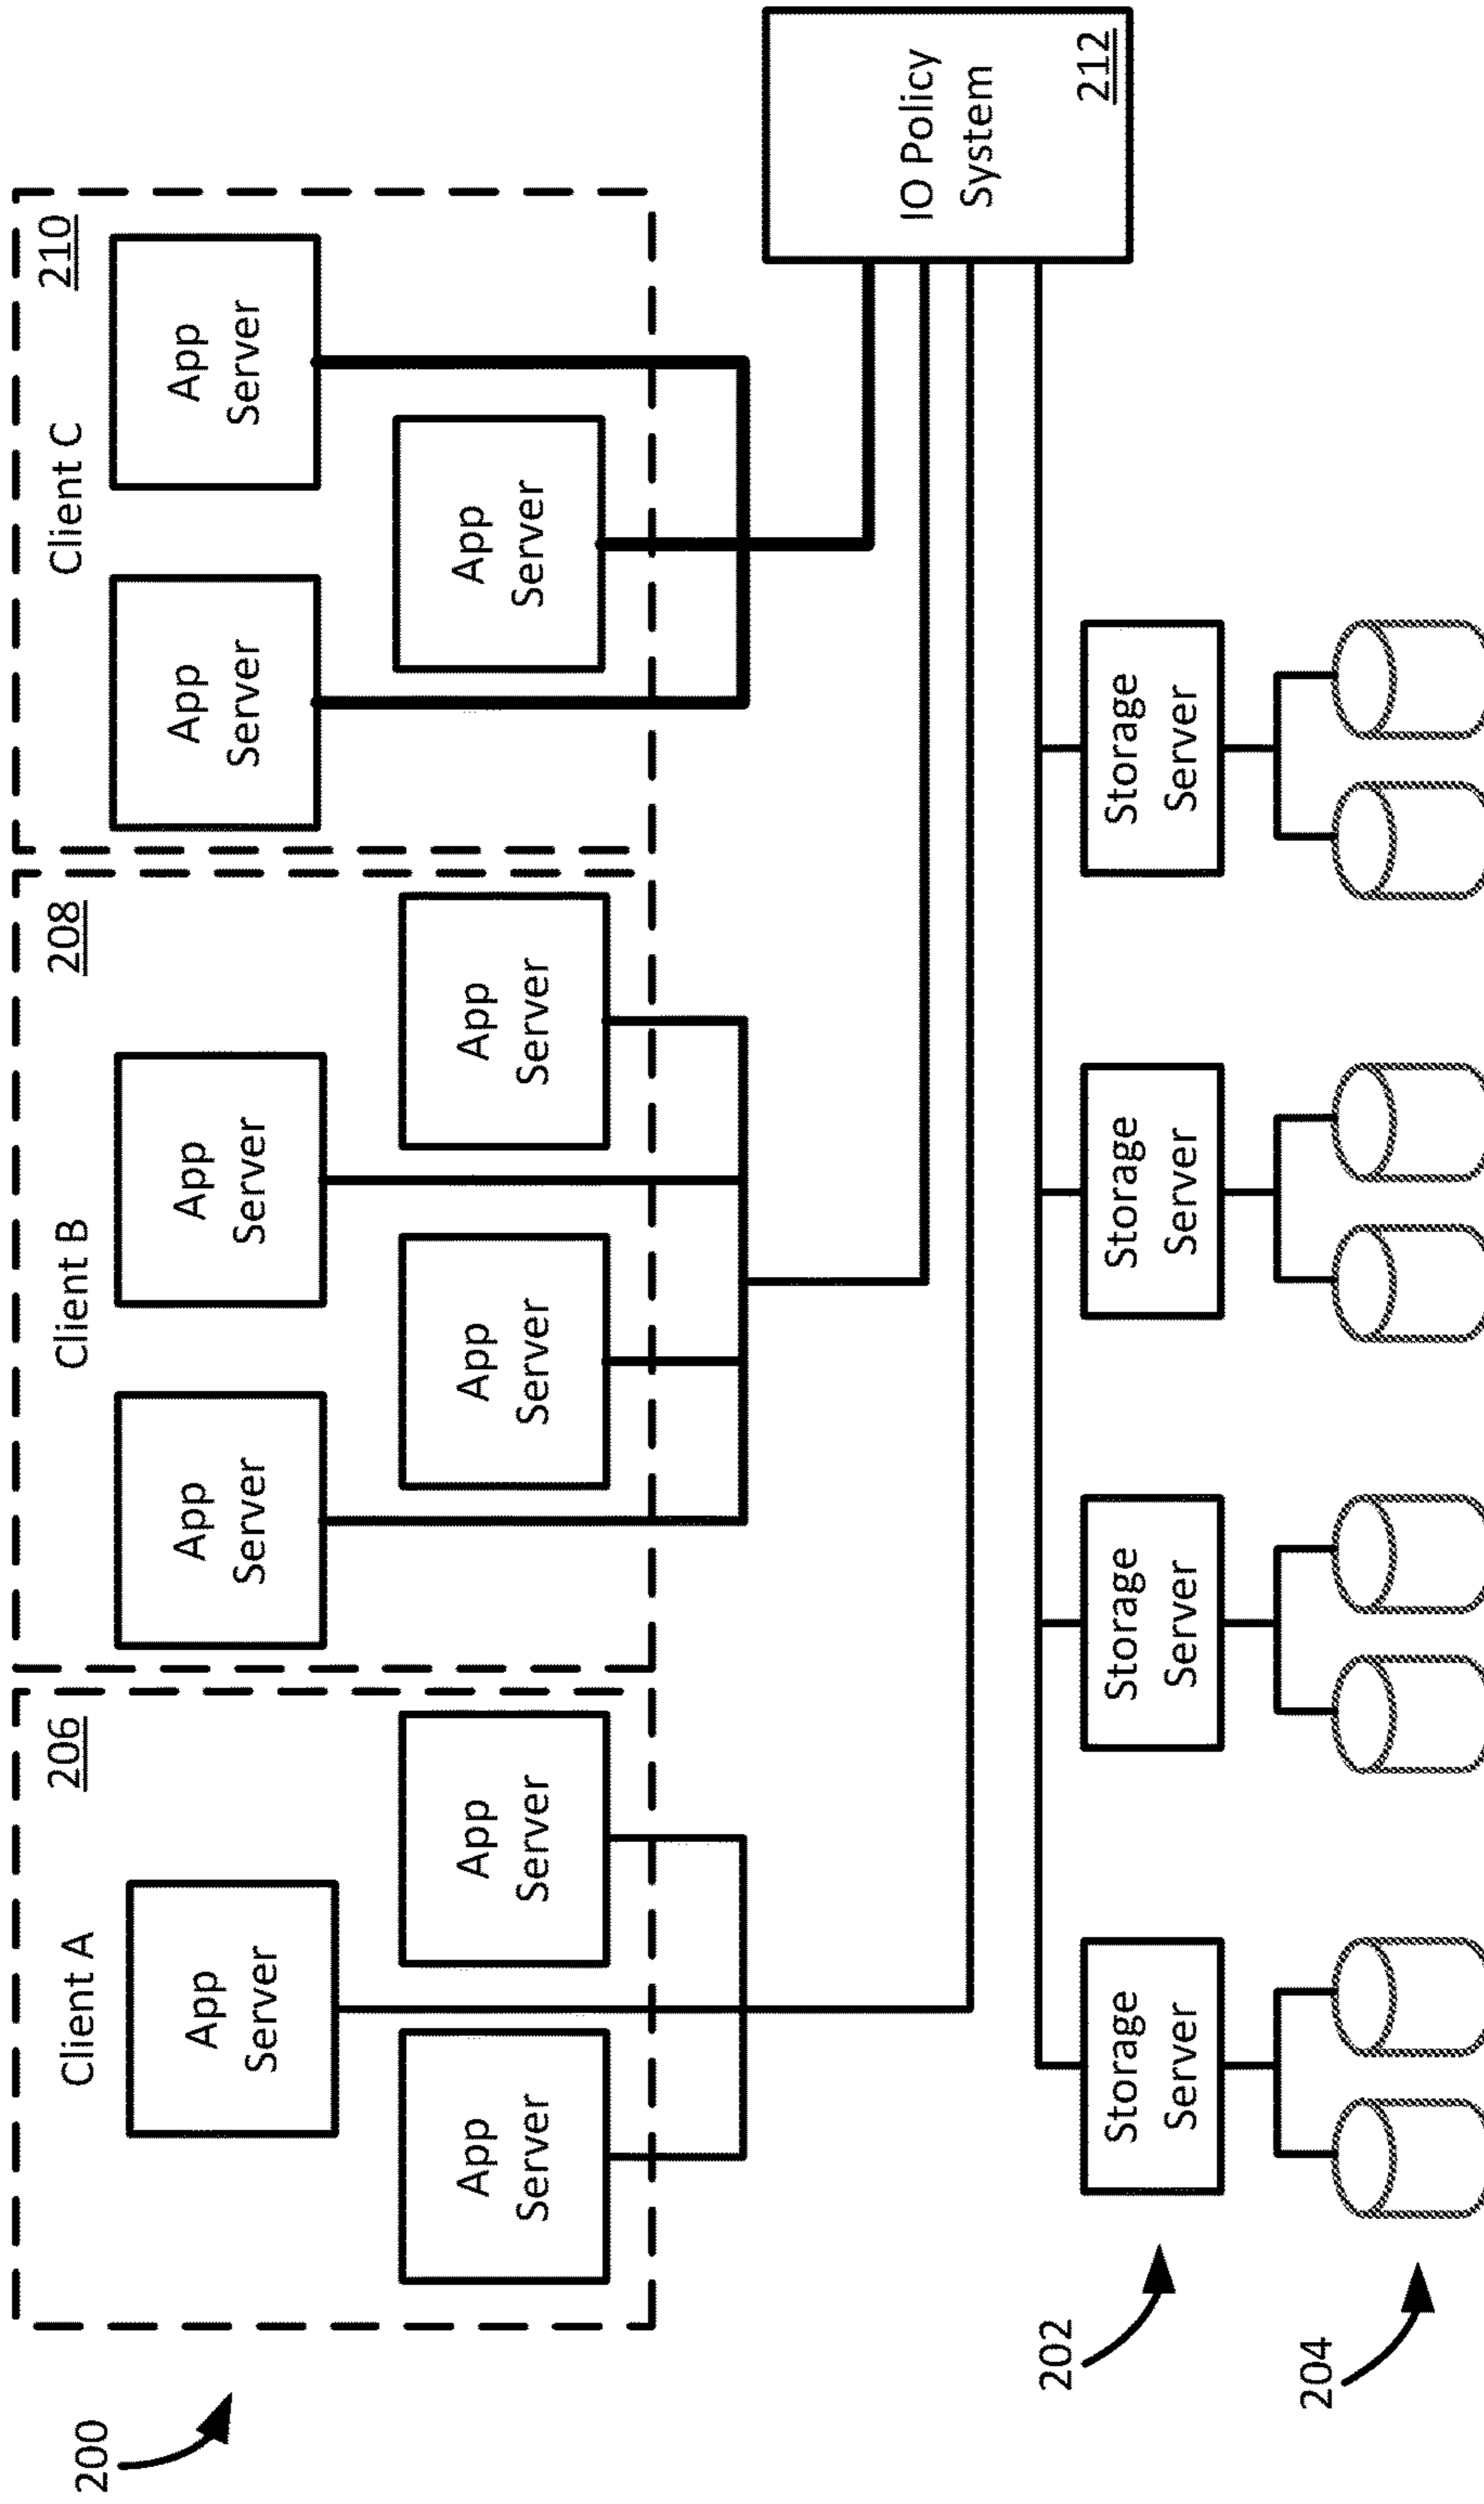 200
Client A
206
App
Server
App
Server
App
Server
Client B
208
App
Server
App
Server
App
Server
App
Server
Client C
210
App
Server
App
Server
App
Server
IO Policy
System
212
202
Storage
Server
Storage
Server
Storage
Server
Storage
Server
204